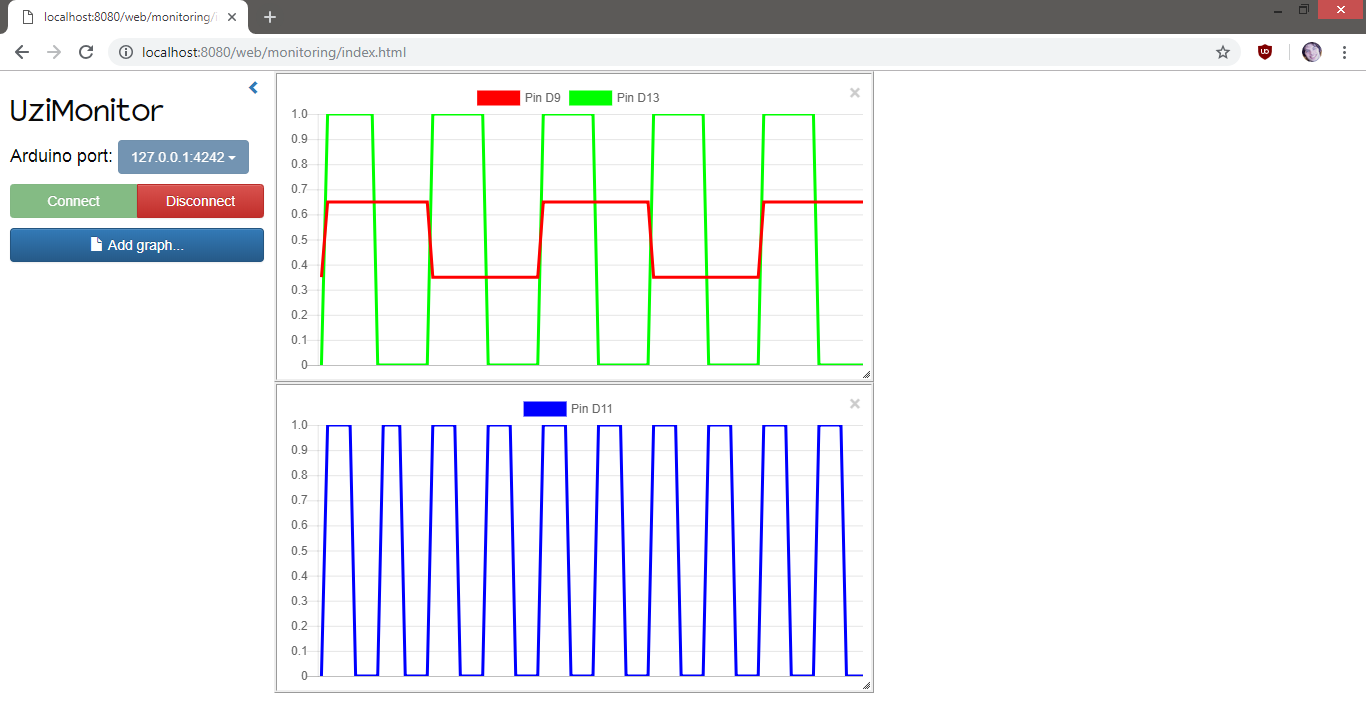 localhost:8080/web/monitoring/i
localhost:8080/web/monitoring/index.html
UziMonitor
Arduino port: 127.0.0.1:4242
Connect Disconnect
Add graph...
Pin D9 Pin D13
1.0
0.9
0.8
0.7
0.6
0.5
0.4
0.3
0.2
0.1
0
Pin D11
1.0
0.9
0.8
0.7
0.6
0.5
0.4
0.3
0.2
0.1
0